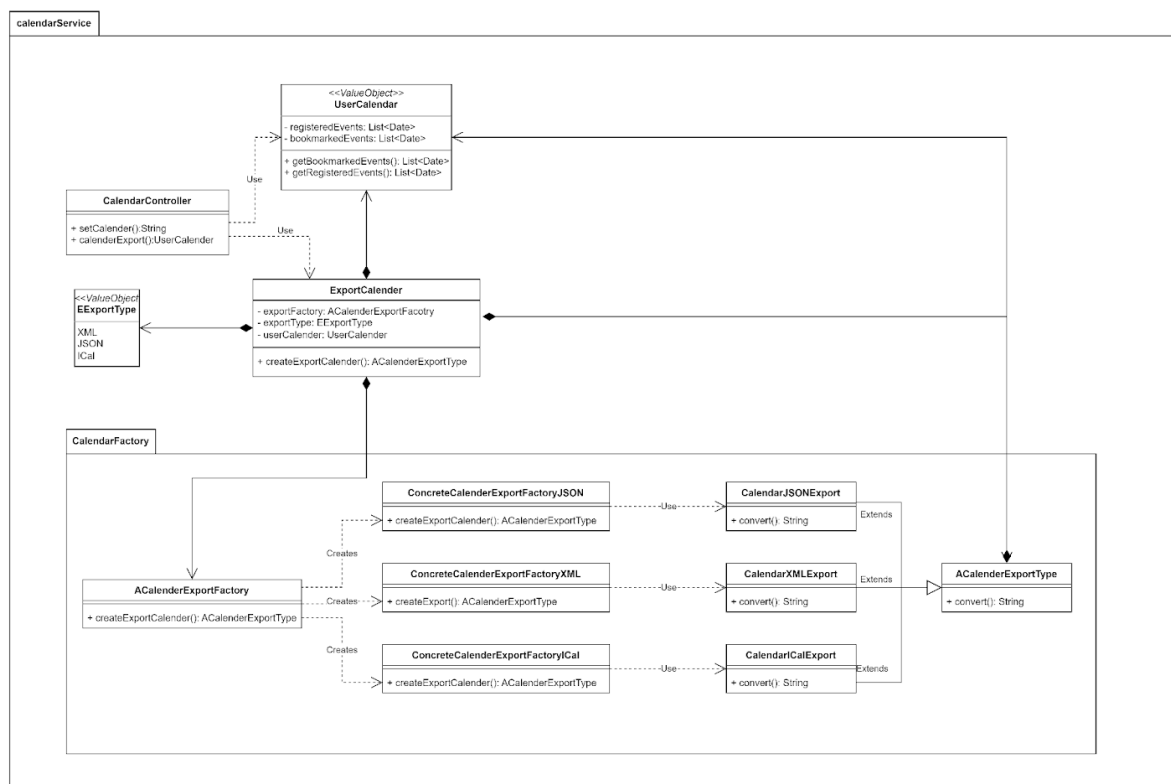 calendarService
<<ValueObject>>
UserCalendar
- registeredEvents: List<Date>
- bookmarkedEvents: List<Date>
+ getBookmarkedEvents(): List<Date>
+ getRegisteredEvents(): List<Date>
Use
CalendarController
+ setCalender():String
+ calenderExport():UserCalender
Use
<<ValueObject
EExportType
XML
JSON
ICal
ExportCalender
- exportFactory: ACalenderExportFacotry
- exportType: EExportType
- userCalender: UserCalender
+ createExportCalender(): ACalenderExportType
CalendarFactory
ConcreteCalenderExportFactoryJSON
+ createExportCalender(): ACalenderExportType
Use
CalendarJSONExport
+ convert(): String
Extends
Creates
ACalenderExportFactory
+ createExportCalender(): ACalenderExportType
Creates
ConcreteCalenderExportFactoryXML
+ createExport(): ACalenderExportType
Use
CalendarXMLExport
+ convert(): String
Extends
ACalenderExportType
+ convert(): String
Creates
ConcreteCalenderExportFactoryICal
+ createExportCalender(): ACalenderExportType
Use
CalendarICalExport
+ convert(): String
Extends